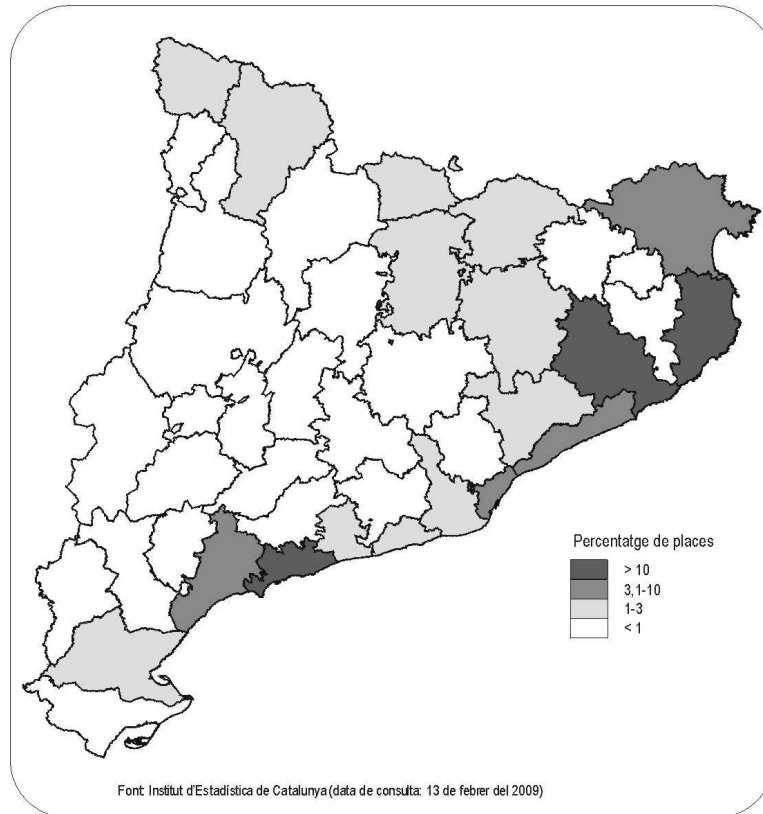 Percentatge de places
> 10
3,1-10
1-3
< 1
Font: Institut d'Estadística de Catalunya (data de consulta: 13 de febrer del 2009)